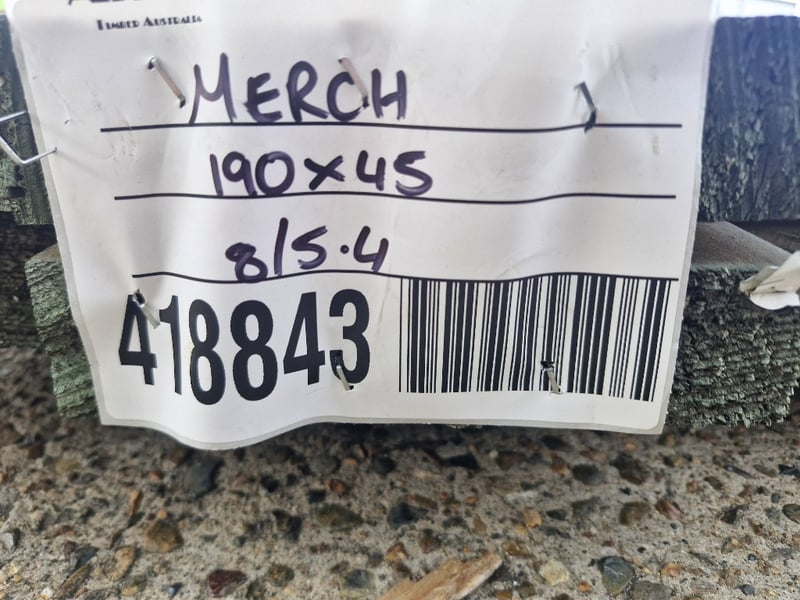 TIMBER AUSTRALIA
MERCH
190x45
8/5.4
418843